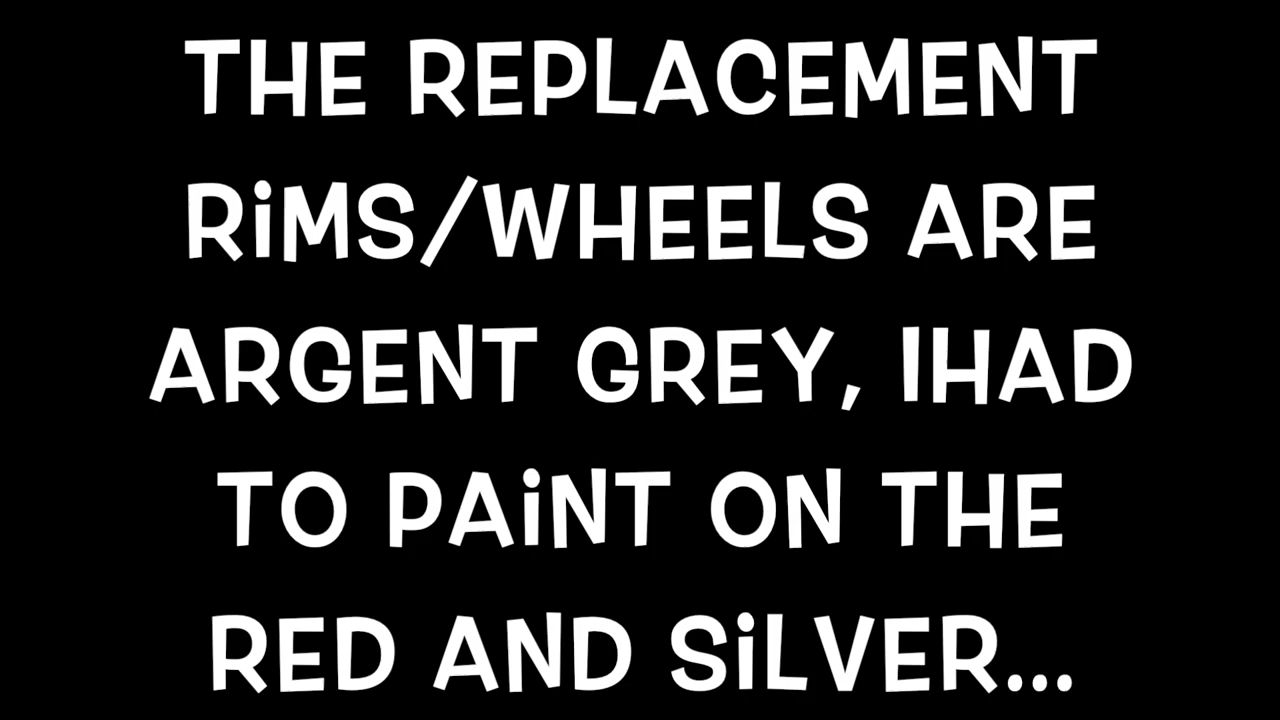 THE REPLACEMENT
RiMS/WHEELS ARE
ARGENT GREY, IHAD
TO PAiNT ON THE
RED AND SiLVER...